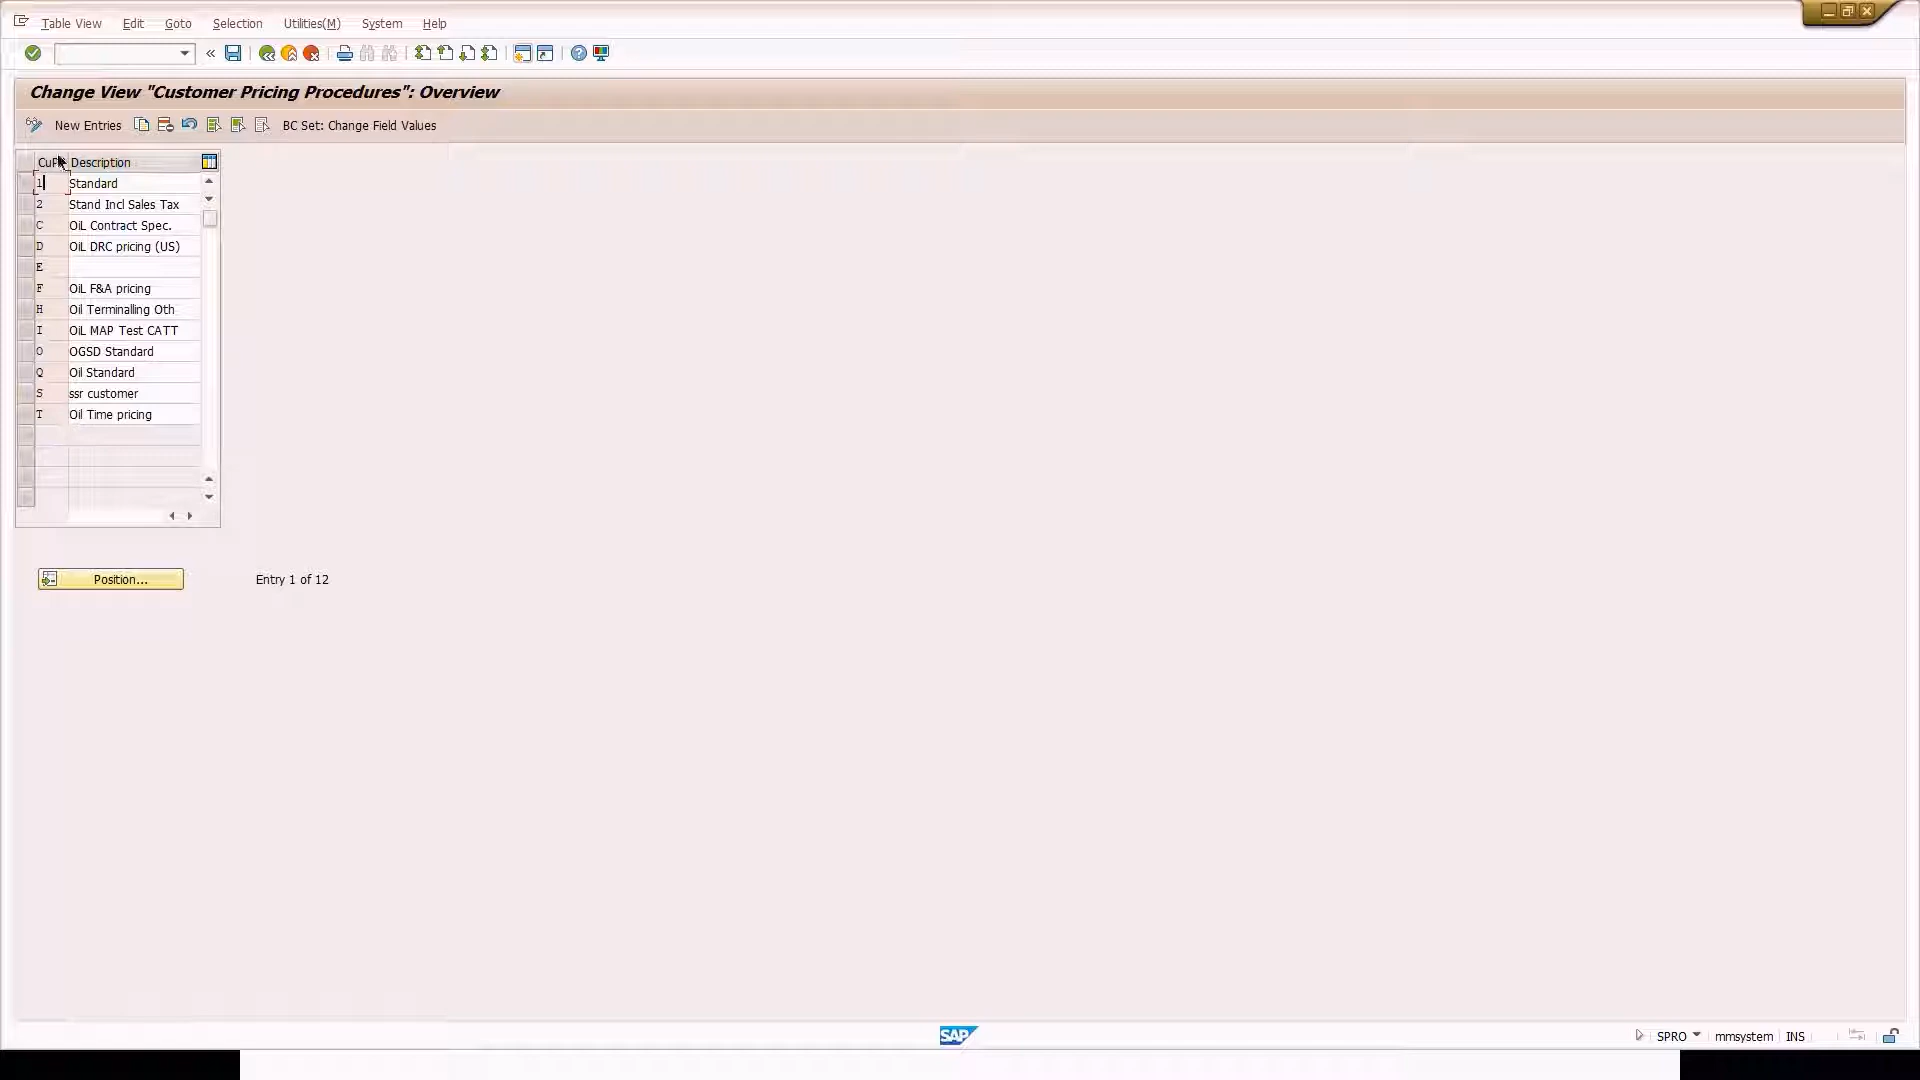 Table View Edit Goto Selection Utilities(M) System Help
Change View "Customer Pricing Procedures": Overview
New Entries BC Set: Change Field Values
Description
1 Standard
2 Stand Incl Sales Tax
C OiL Contract Spec.
D OiL DRC pricing (US)
E
F OiL F&A pricing
H Oil Terminalling Oth
I OiL MAP Test CATT
O OGSD Standard
Q Oil Standard
S ssr customer
T Oil Time pricing
Position... Entry 1 of 12
SAP SPRO mmsystem INS